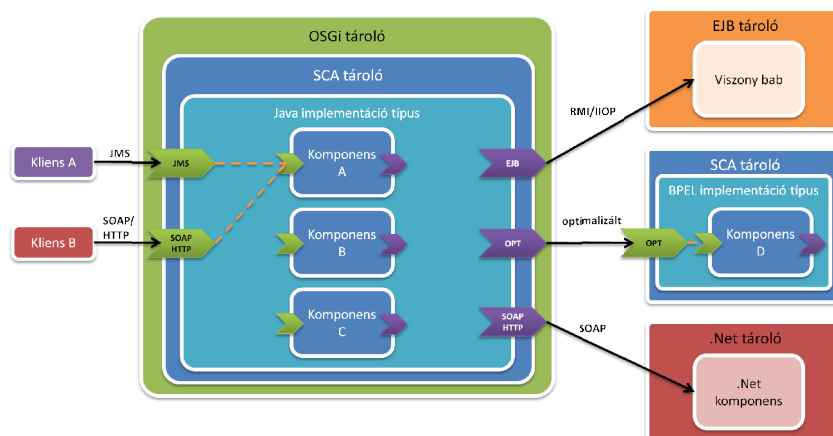 OSGi tároló
SCA tároló
Java implementáció típus
Kliens A
JMS
JMS
Komponens
A
EJB
RMI/IIOP
EJB tároló
Viszony bab
Kliens B
SOAP/
HTTP
SOAP
HTTP
Komponens
B
OPT
optimalizált
SCA tároló
BPEL implementáció típus
OPT
Komponens
D
Komponens
C
SOAP
HTTP
SOAP
.Net tároló
.Net
komponens